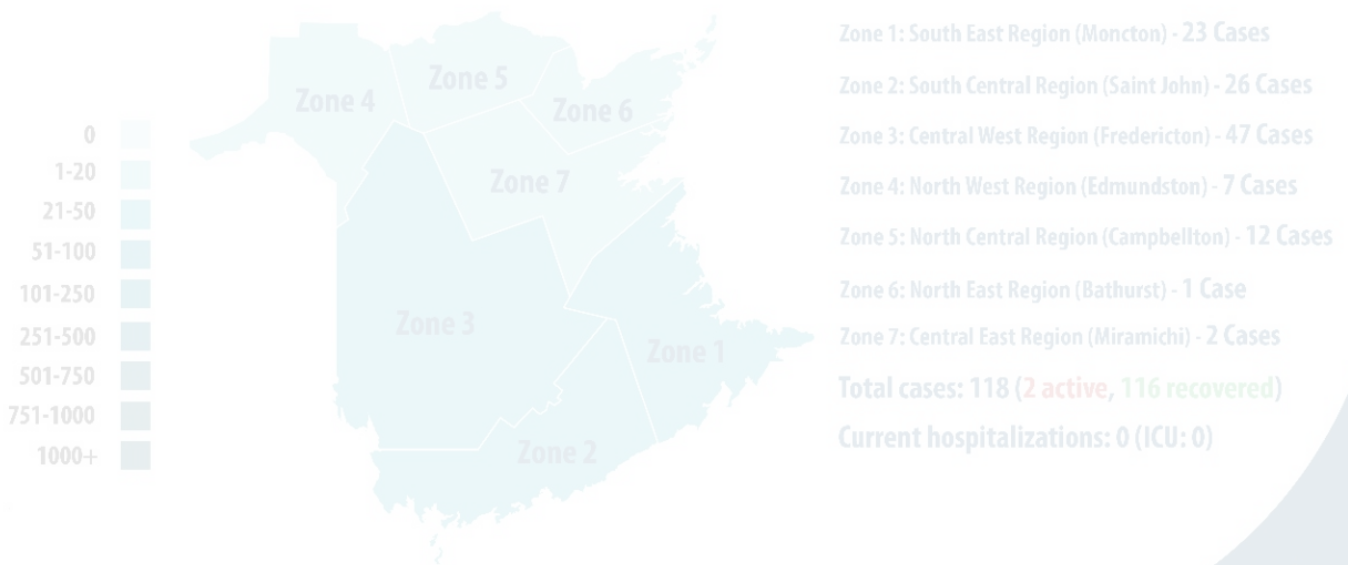 0
1-20
21-50
51-100
101-250
251-500
501-750
751-1000
1000+
Zone 4
Zone 5
Zone 6
Zone 7
Zone 3
Zone 1
Zone 2
Zone 1: South East Region (Moncton) - 23 Cases
Zone 2: South Central Region (Saint John) - 26 Cases
Zone 3: Central West Region (Fredericton) - 47 Cases
Zone 4: North West Region (Edmundston) - 7 Cases
Zone 5: North Central Region (Campbellton) - 12 Cases
Zone 6: North East Region (Bathurst) - 1 Case
Zone 7: Central East Region (Miramichi) - 2 Cases
Total cases: 118 (2 active, 116 recovered)
Current hospitalizations: 0 (ICU: 0)